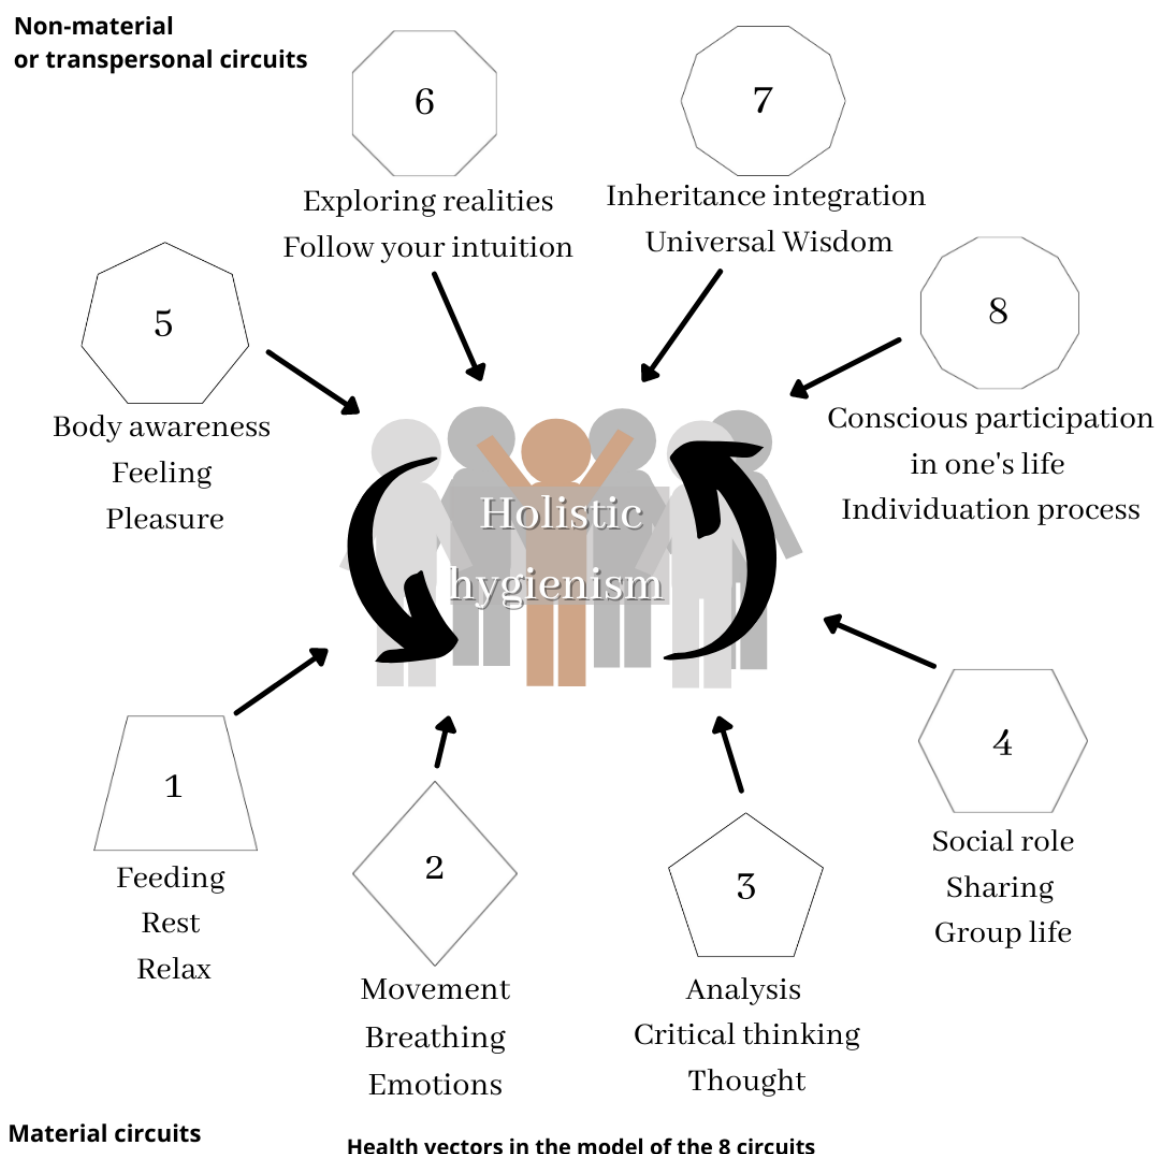 Non-material
or transpersonal circuits
6
Exploring realities
Follow your intuition
7
Inheritance integration
Universal Wisdom
5
Body awareness
Feeling
Pleasure
8
Conscious participation
in one's life
Individuation process
Holistic
hygienism
1
Feeding
Rest
Relax
2
Movement
Breathing
Emotions
3
Analysis
Critical thinking
Thought
4
Social role
Sharing
Group life
Material circuits
Health vectors in the model of the 8 circuits